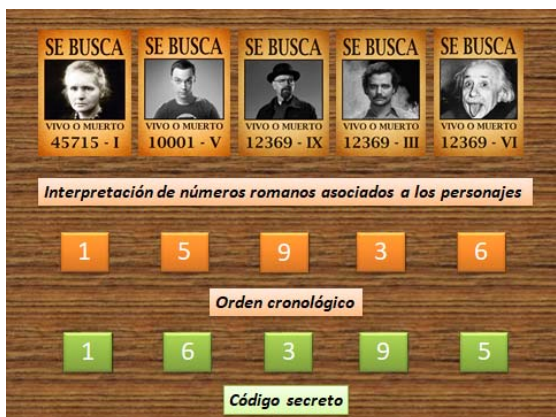 SE BUSCA SE BUSCA SE BUSCA SE BUSCA SE BUSCA
VIVO O MUERTO VIVO O MUERTO VIVO O MUERTO VIVO O MUERTO VIVO O MUERTO
45715 - I 10001 - V 12369 - IX 12369 - III 12369 - VI
Interpretación de números romanos asociados a los personajes
1 5 9 3 6
Orden cronológico
1 6 3 9 5
Código secreto